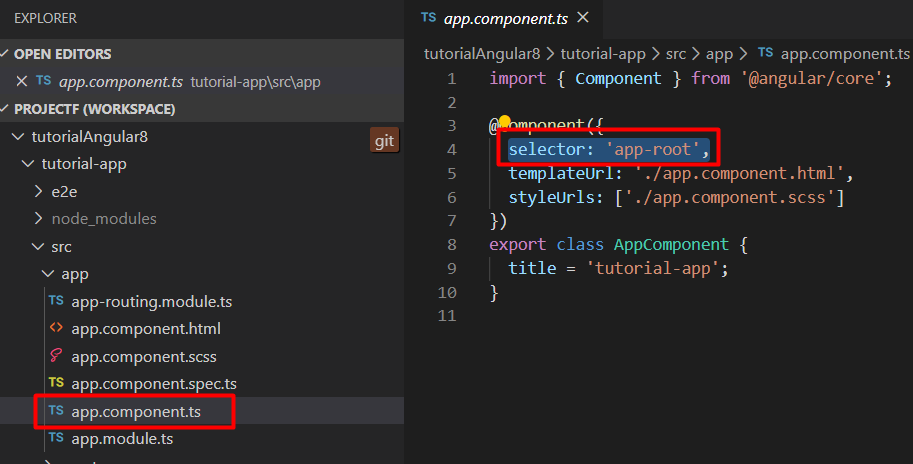 EXPLORER
OPEN EDITORS
TS app.component.ts tutorial-app\src\app
PROJECTF (WORKSPACE)
tutorialAngular8
git
tutorial-app
e2e
node_modules
src
app
TS app-routing.module.ts
<> app.component.html
app.component.scss
TS app.component.spec.ts
TS app.component.ts
TS app.module.ts
TS app.component.ts
tutorialAngular8 > tutorial-app > src > app > TS app.component.ts
1 import { Component } from '@angular/core';
2
3 @Component({
4 selector: 'app-root',
5 templateUrl: './app.component.html',
6 styleUrls: ['./app.component.scss']
7 })
8 export class AppComponent {
9 title = 'tutorial-app';
10 }
11